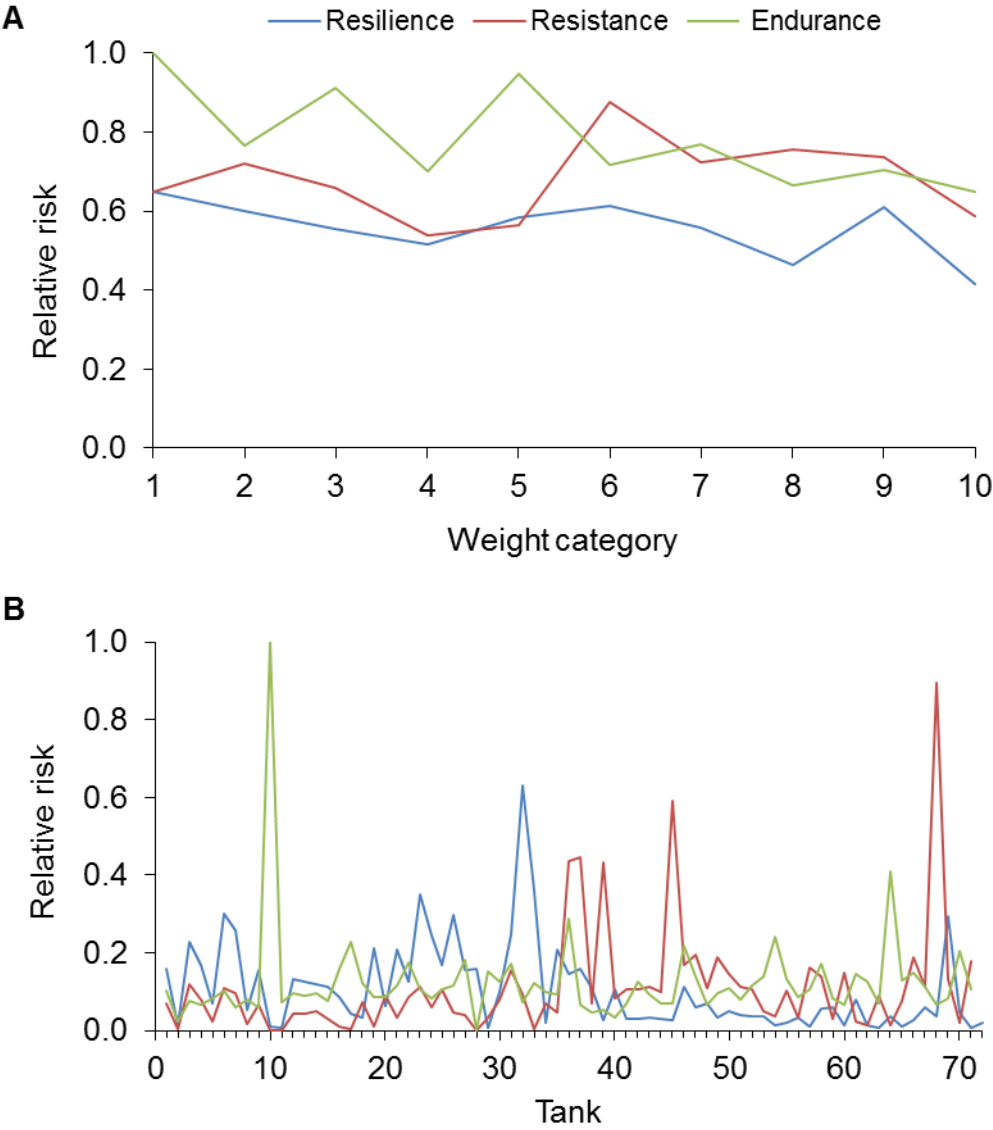 A
Resilience Resistance Endurance
1.0
0.8
0.6
0.4
0.2
0.0
Relative risk
1 2 3 4 5 6 7 8 9 10
Weight category
B
1.0
0.8
0.6
0.4
0.2
0.0
Relative risk
0 10 20 30 40 50 60 70
Tank